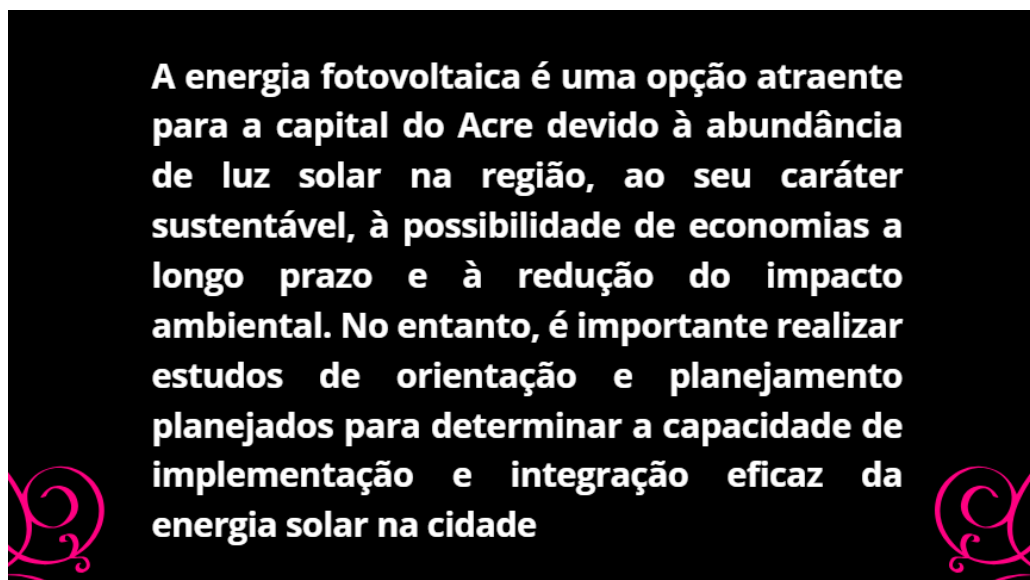 A energia fotovoltaica é uma opção atraente
para a capital do Acre devido à abundância
de luz solar na região, ao seu caráter
sustentável, à possibilidade de economias a
longo prazo e à redução do impacto
ambiental. No entanto, é importante realizar
estudos de orientação e planejamento
planejados para determinar a capacidade de
implementação e integração eficaz da
energia solar na cidade